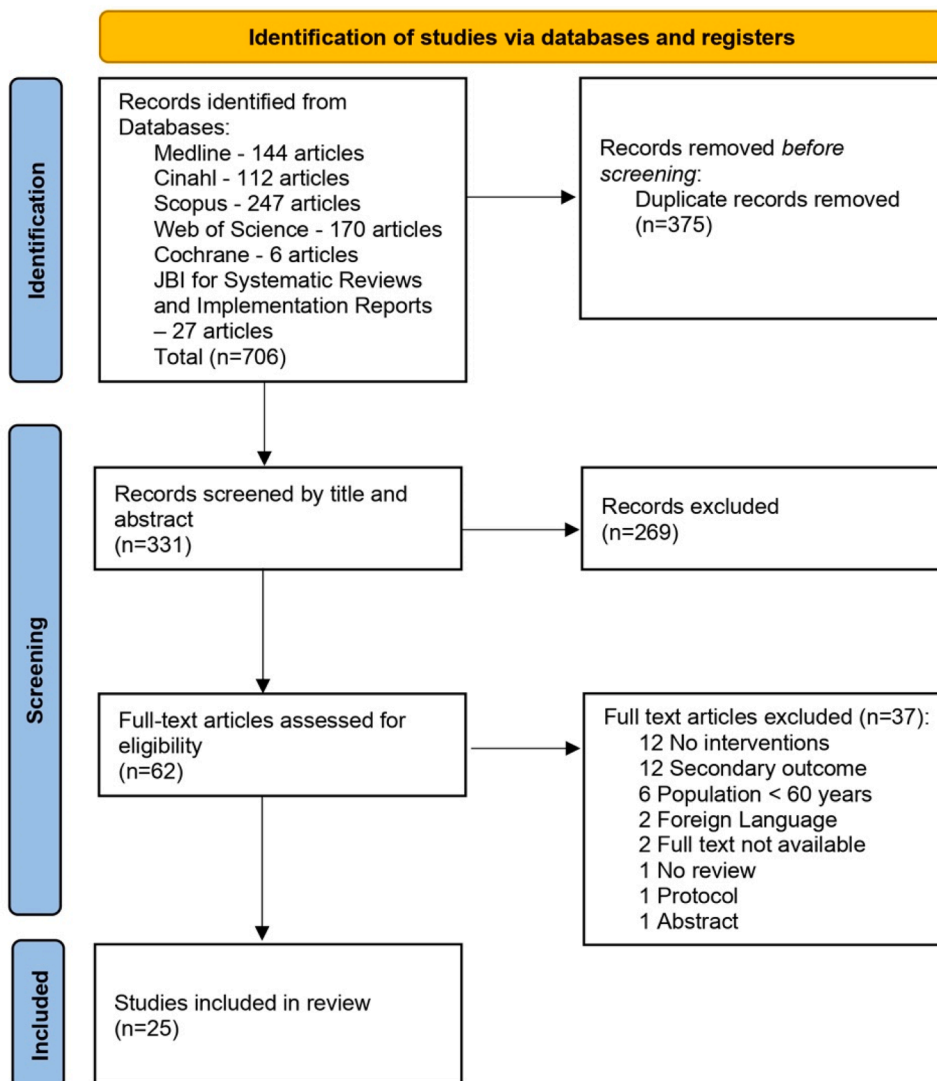 Identification of studies via databases and registers
Identification
Records identified from
Databases:
Medline - 144 articles
Cinahl - 112 articles
Scopus - 247 articles
Web of Science - 170 articles
Cochrane - 6 articles
JBI for Systematic Reviews
and Implementation Reports
– 27 articles
Total (n=706)
Records removed before
screening:
Duplicate records removed
(n=375)
Screening
Records screened by title and
abstract
(n=331)
Records excluded
(n=269)
Full-text articles assessed for
eligibility
(n=62)
Full text articles excluded (n=37):
12 No interventions
12 Secondary outcome
6 Population < 60 years
2 Foreign Language
2 Full text not available
1 No review
1 Protocol
1 Abstract
Included
Studies included in review
(n=25)